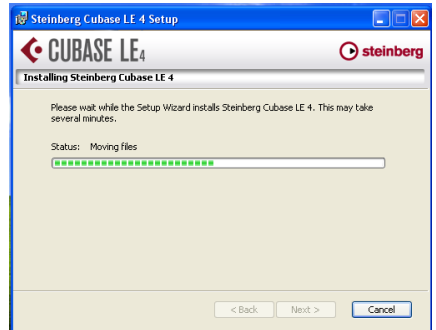 Steinberg Cubase LE 4 Setup
CUBASE LE4
steinberg
Installing Steinberg Cubase LE 4
Please wait while the Setup Wizard installs Steinberg Cubase LE 4. This may take
several minutes.
Status: Moving files
< Back
Next >
Cancel